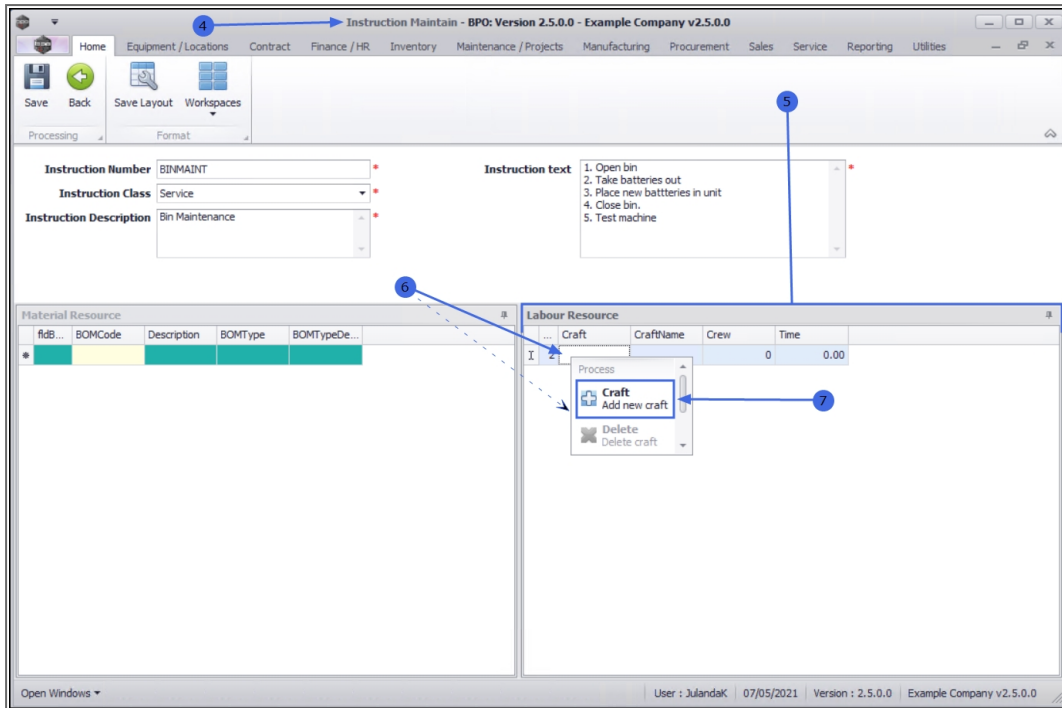 4
Instruction Maintain - BPO: Version 2.5.0.0 - Example Company v2.5.0.0
Home Equipment / Locations Contract Finance / HR Inventory Maintenance / Projects Manufacturing Procurement Sales Service Reporting Utilities
Save Back Save Layout Workspaces
5
Processing Format
Instruction Number BINMAINT *
Instruction Class Service *
Instruction Description Bin Maintenance *
Instruction text 1. Open bin *
2. Take batteries out
3. Place new battteries in unit
4. Close bin.
5. Test machine
6
Material Resource
fldB... BOMCode Description BOMType BOMTypeDe...
Labour Resource
... Craft CraftName Crew Time
2 0 0.00
Process
Craft
Add new craft
7
Delete
Delete craft
Open Windows User : JulandaK 07/05/2021 Version : 2.5.0.0 Example Company v2.5.0.0